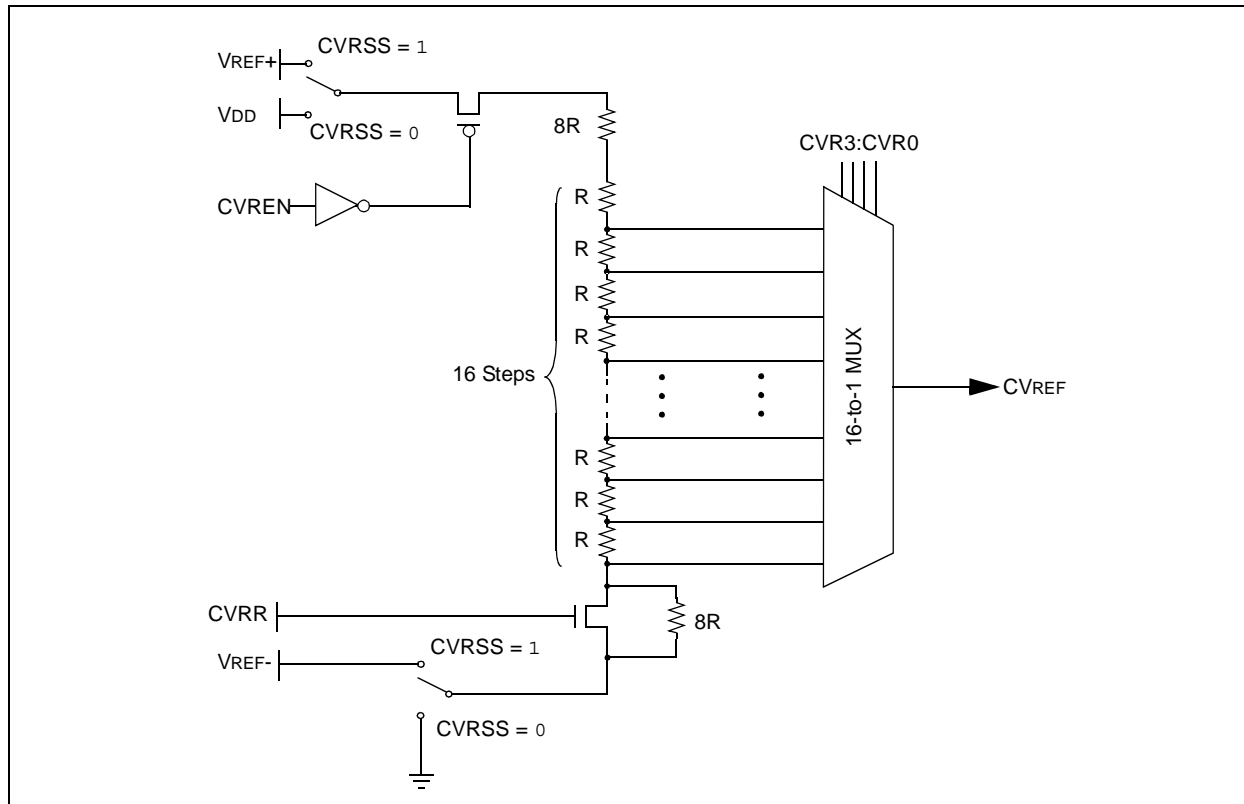 CVRSS = 1
VREF+
VDD
CVRSS = 0
8R
CVR3:CVR0
CVREN
R
R
R
R
16 Steps
16-to-1 MUX
CVREF
R
R
R
CVRR
8R
CVRSS = 1
VREF-
CVRSS = 0